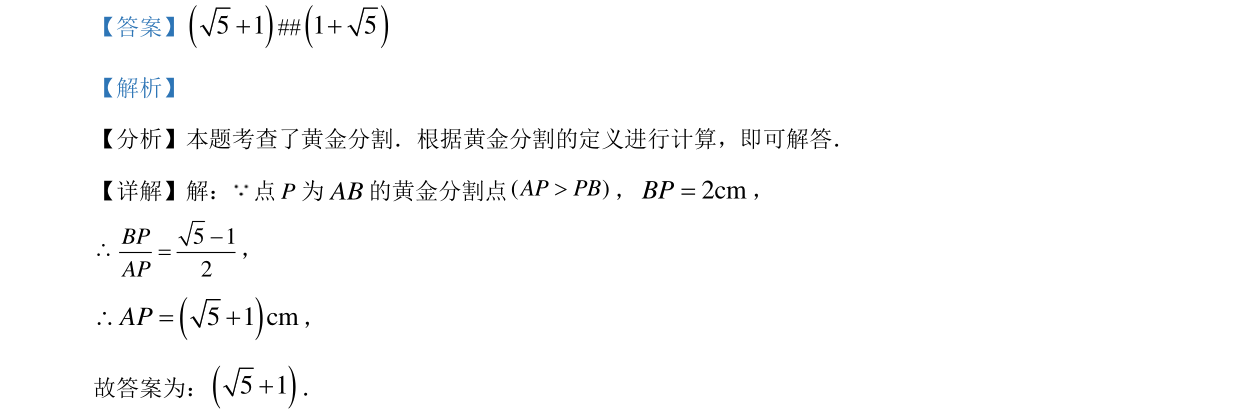 【答案】(√5+1)##(1+√5)
【解析】
【分析】本题考查了黄金分割．根据黄金分割的定义进行计算，即可解答．
【详解】解：∵点P为AB的黄金分割点(AP > PB)，BP = 2cm，
∴BP/AP = (√5−1)/2，
∴AP = (√5+1)cm，
故答案为：(√5+1)．